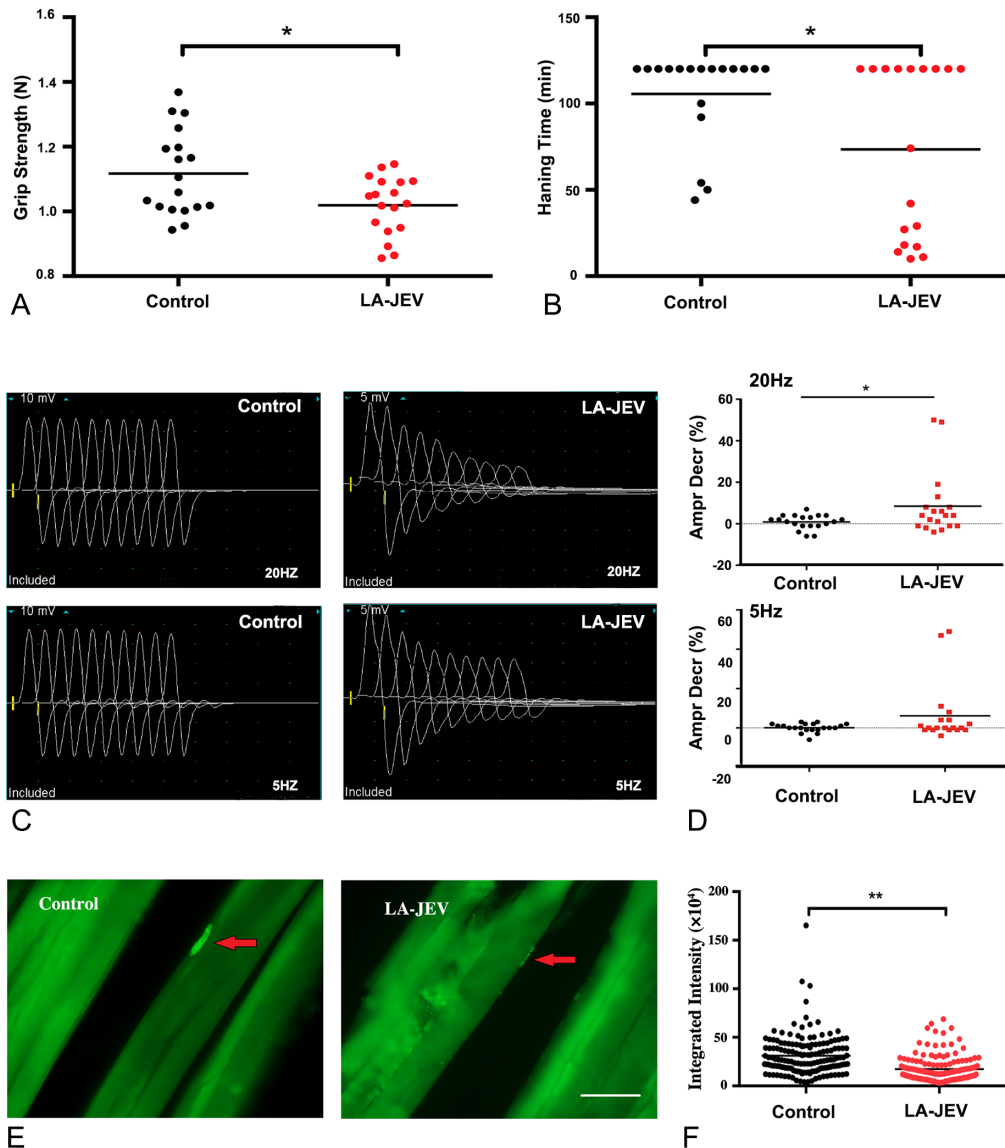 1.6
1.4
1.2
1.0
0.8
Grip Strength (N)
*
Control
LA-JEV
A
150
100
50
0
Haning Time (min)
*
Control
LA-JEV
B
10 mV
Control
Included
20HZ
5 mV
LA-JEV
Included
20HZ
10 mV
Control
Included
5HZ
5 mV
LA-JEV
Included
5HZ
C
20Hz
*
60
40
20
0
-20
Ampr Decr (%)
Control
LA-JEV
5Hz
60
40
20
0
-20
Ampr Decr (%)
Control
LA-JEV
D
Control
LA-JEV
E
200
150
100
50
0
Integrated Intensity (×10⁴)
**
Control
LA-JEV
F